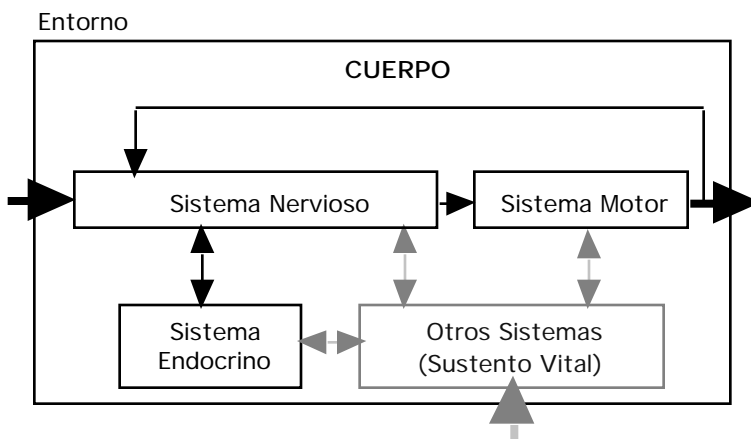 Entorno
CUERPO
Sistema Nervioso
Sistema Motor
Sistema
Endocrino
Otros Sistemas
(Sustento Vital)